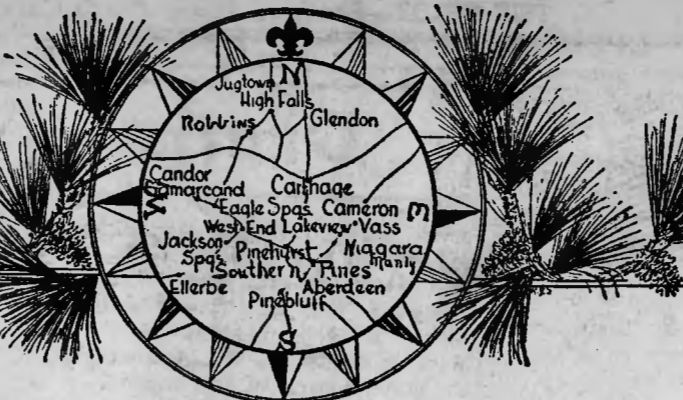 N
Jugtown
High Falls
Robbins Glendon
Candor
Samarcand Carthage
W Eagle Spgs. Cameron E
West End Lakeview Vass
Jackson Pinehurst Niagara
Spgs Manly
Southern Pines
Ellerbe Aberdeen
Pinebluff
S